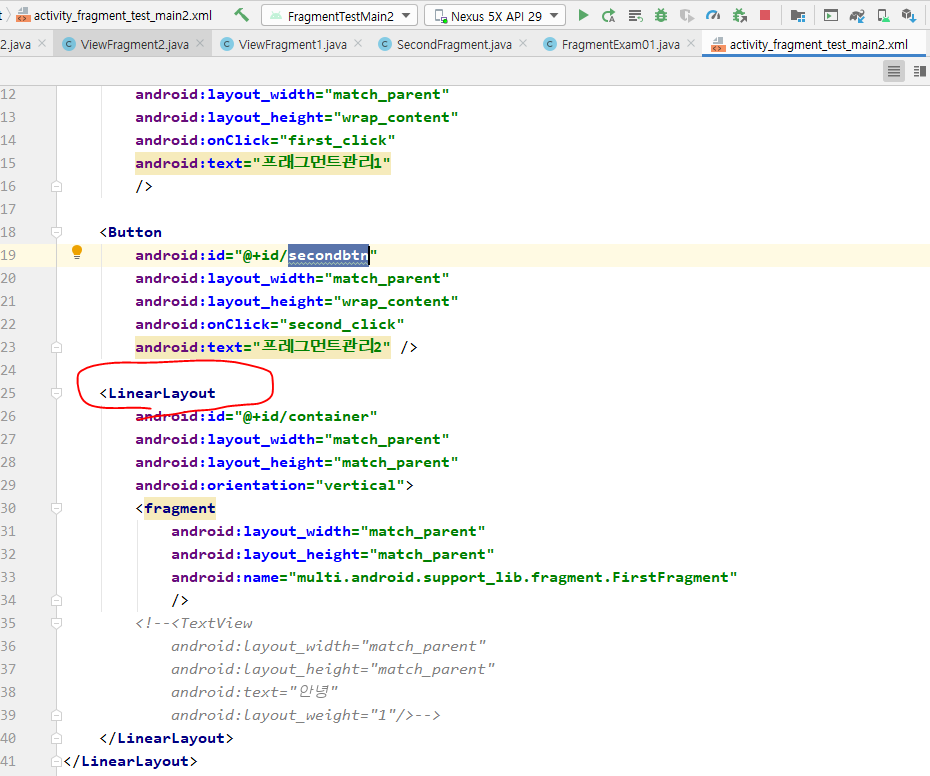 activity_fragment_test_main2.xml FragmentTestMain2 Nexus 5X API 29
2.java ViewFragment2.java ViewFragment1.java SecondFragment.java FragmentExam01.java activity_fragment_test_main2.xml
12 android:layout_width="match_parent"
13 android:layout_height="wrap_content"
14 android:onClick="first_click"
15 android:text="프래그먼트관리1"
16 />
17
18 <Button
19 android:id="@+id/secondbtn"
20 android:layout_width="match_parent"
21 android:layout_height="wrap_content"
22 android:onClick="second_click"
23 android:text="프레그먼트관리2" />
24
25 <LinearLayout
26 android:id="@+id/container"
27 android:layout_width="match_parent"
28 android:layout_height="match_parent"
29 android:orientation="vertical">
30 <fragment
31 android:layout_width="match_parent"
32 android:layout_height="match_parent"
33 android:name="multi.android.support_lib.fragment.FirstFragment"
34 />
35 <!--<TextView
36 android:layout_width="match_parent"
37 android:layout_height="match_parent"
38 android:text="안녕"
39 android:layout_weight="1"/>-->
40 </LinearLayout>
41 </LinearLayout>